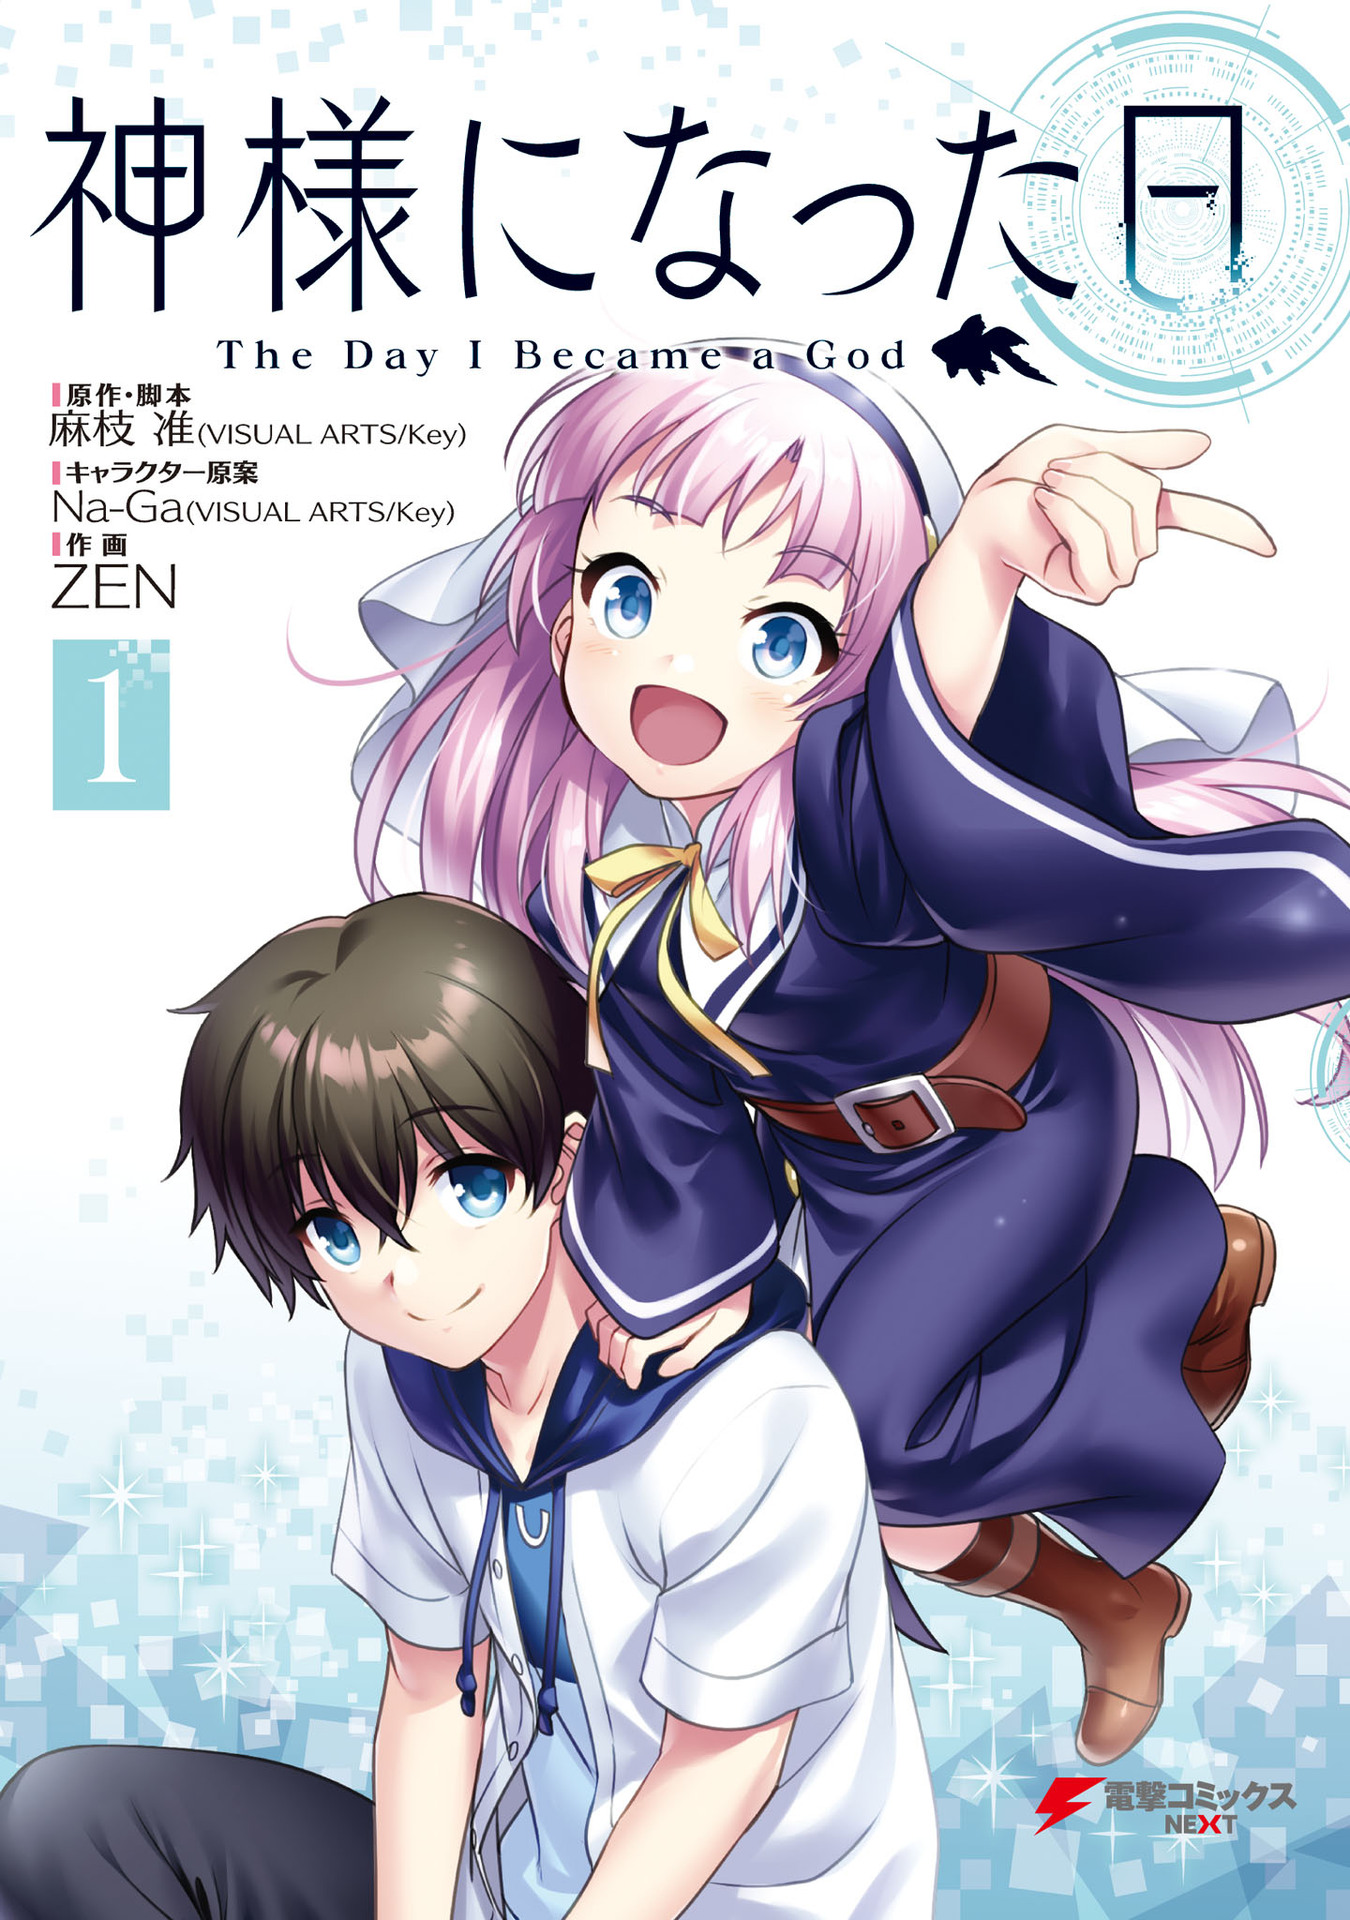 神様になった日
The Day I Became a God
原作・脚本
麻枝 准(VISUAL ARTS/Key)
キャラクター原案
Na-Ga(VISUAL ARTS/Key)
作画
ZEN
1
電撃コミックス
NEXT